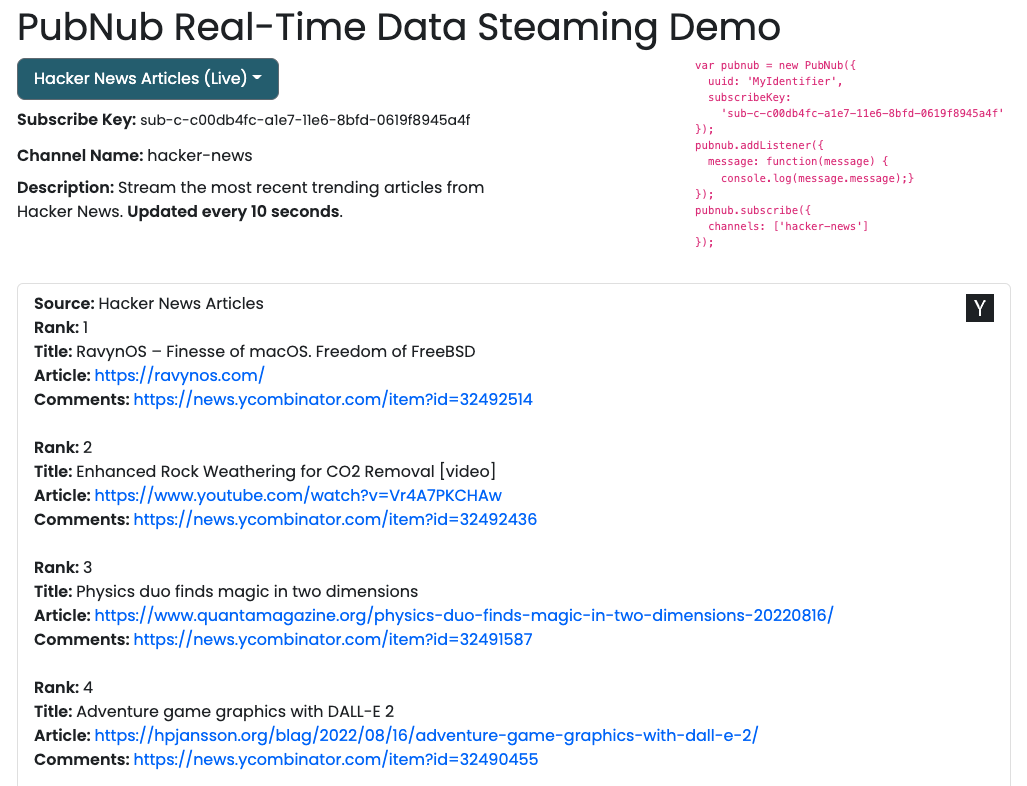 PubNub Real-Time Data Steaming Demo
Hacker News Articles (Live)
Subscribe Key: sub-c-c00db4fc-a1e7-11e6-8bfd-0619f8945a4f
Channel Name: hacker-news
Description: Stream the most recent trending articles from
Hacker News. Updated every 10 seconds.
var pubnub = new PubNub({
  uuid: 'MyIdentifier',
  subscribeKey:
    'sub-c-c00db4fc-a1e7-11e6-8bfd-0619f8945a4f'
});
pubnub.addListener({
  message: function(message) {
    console.log(message.message);}
});
pubnub.subscribe({
  channels: ['hacker-news']
});
Source: Hacker News Articles
Y
Rank: 1
Title: RavynOS – Finesse of macOS. Freedom of FreeBSD
Article: https://ravynos.com/
Comments: https://news.ycombinator.com/item?id=32492514
Rank: 2
Title: Enhanced Rock Weathering for CO2 Removal [video]
Article: https://www.youtube.com/watch?v=Vr4A7PKCHAw
Comments: https://news.ycombinator.com/item?id=32492436
Rank: 3
Title: Physics duo finds magic in two dimensions
Article: https://www.quantamagazine.org/physics-duo-finds-magic-in-two-dimensions-20220816/
Comments: https://news.ycombinator.com/item?id=32491587
Rank: 4
Title: Adventure game graphics with DALL-E 2
Article: https://hpjansson.org/blag/2022/08/16/adventure-game-graphics-with-dall-e-2/
Comments: https://news.ycombinator.com/item?id=32490455